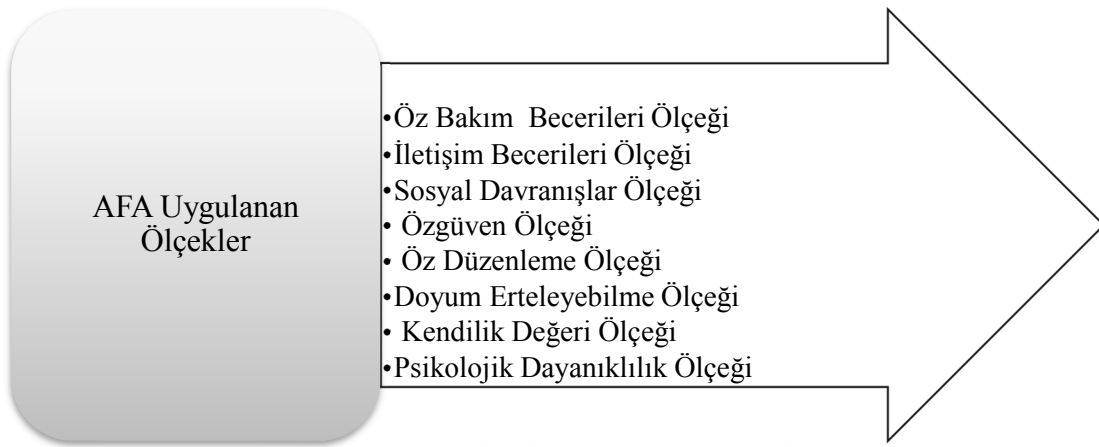 AFA Uygulanan
Ölçekler
•Öz Bakım Becerileri Ölçeği
•İletişim Becerileri Ölçeği
•Sosyal Davranışlar Ölçeği
• Özgüven Ölçeği
• Öz Düzenleme Ölçeği
•Doyum Erteleyebilme Ölçeği
• Kendilik Değeri Ölçeği
•Psikolojik Dayanıklılık Ölçeği